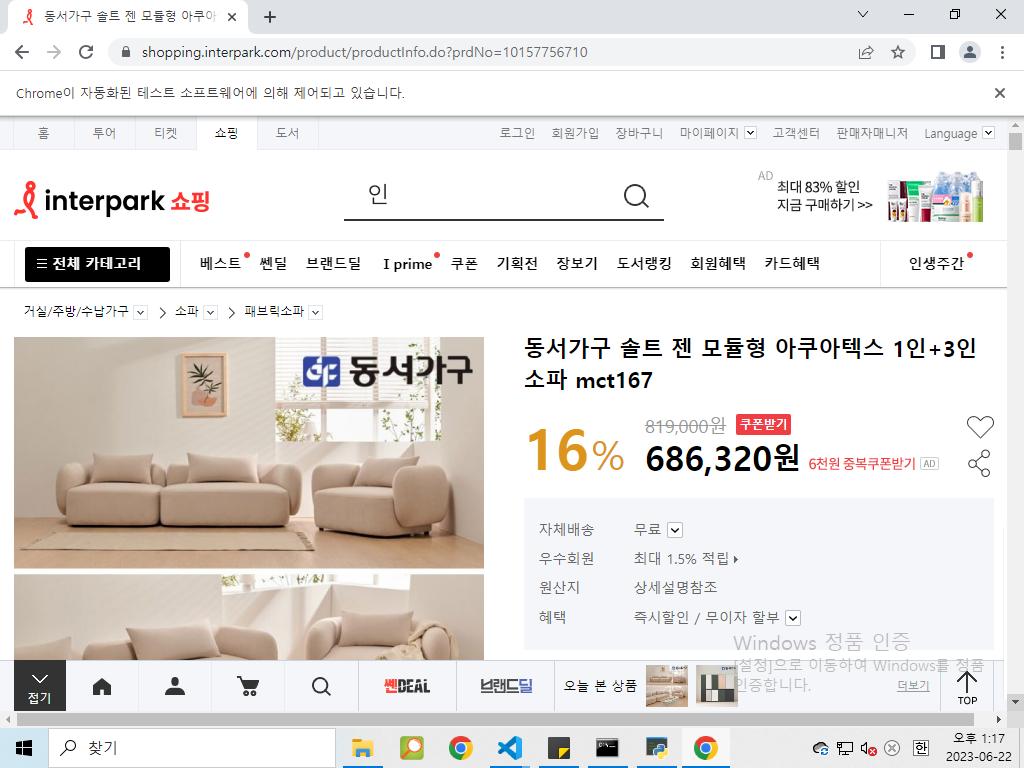 동서가구 솔트 젠 모듈형 아쿠아
shopping.interpark.com/product/productInfo.do?prdNo=10157756710
Chrome이 자동화된 테스트 소프트웨어에 의해 제어되고 있습니다.
홈 투어 티켓 쇼핑 도서 로그인 회원가입 장바구니 마이페이지 고객센터 판매자매니저 Language
interpark 쇼핑
인
AD 최대 83% 할인
지금 구매하기 >>
전체 카테고리 베스트 쎈딜 브랜드딜 I prime 쿠폰 기획전 장보기 도서랭킹 회원혜택 카드혜택 인생주간
거실/주방/수납가구 소파 패브릭소파
동서가구
동서가구 솔트 젠 모듈형 아쿠아텍스 1인+3인
소파 mct167
16% 819,000원 쿠폰받기
686,320원 6천원 중복쿠폰받기 AD
자체배송 무료
우수회원 최대 1.5% 적립
원산지 상세설명참조
혜택 즉시할인 / 무이자 할부
Windows 정품 인증
[설정]으로 이동하여 Windows를 정품
인증합니다.
접기 쎈DEAL 브랜드딜 오늘 본 상품 더보기 TOP
찾기
한
오후 1:17
2023-06-22